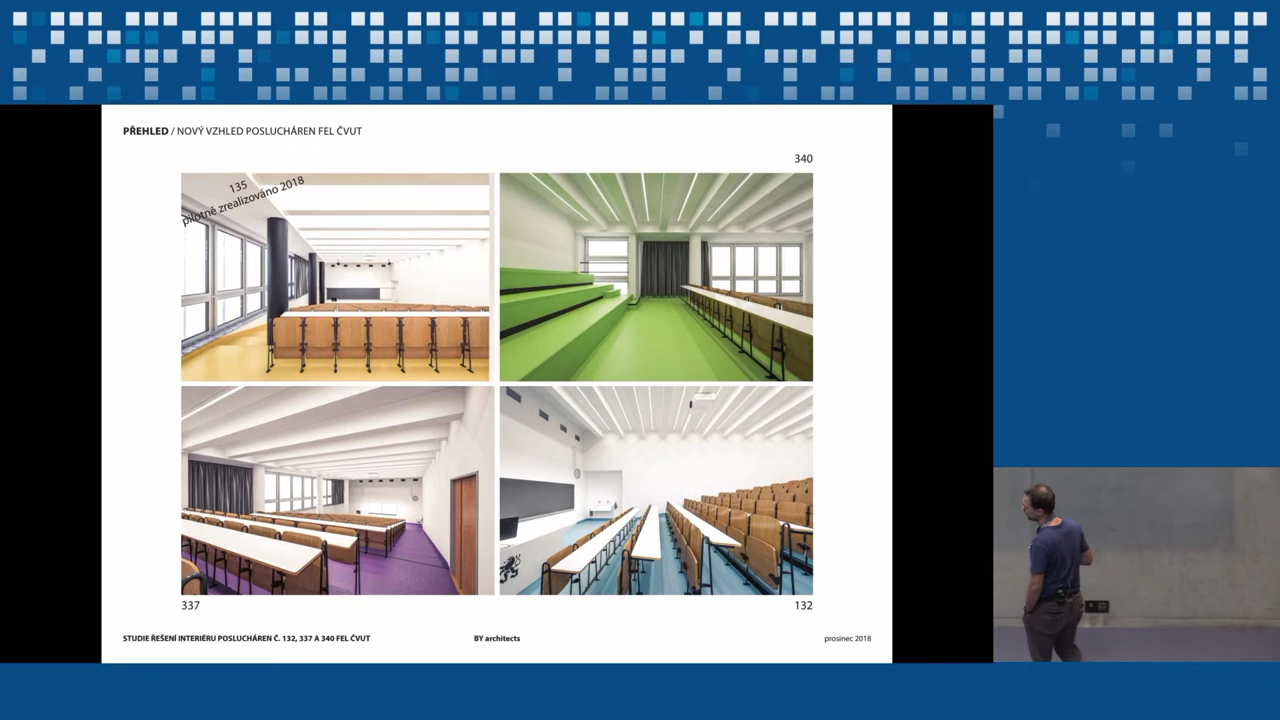 PŘEHLED / NOVÝ VZHLED POSLUCHÁREN FEL ČVUT
340
135
pilotně zrealizováno 2018
337
132
STUDIE ŘEŠENÍ INTERIÉRU POSLUCHÁREN Č. 132, 337 A 340 FEL ČVUT
BY architects
prosinec 2018